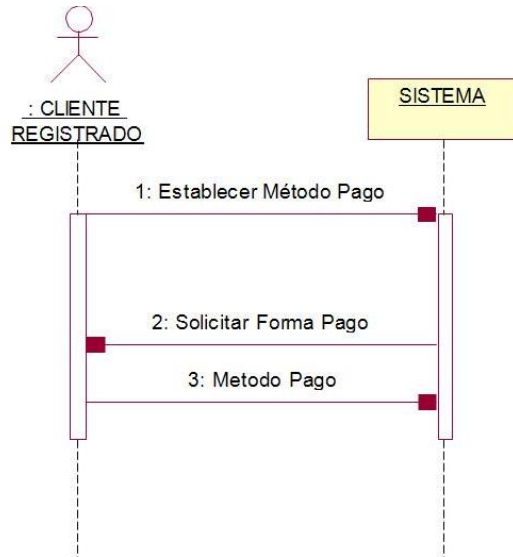 : CLIENTE
REGISTRADO
SISTEMA
1: Establecer Método Pago
2: Solicitar Forma Pago
3: Metodo Pago